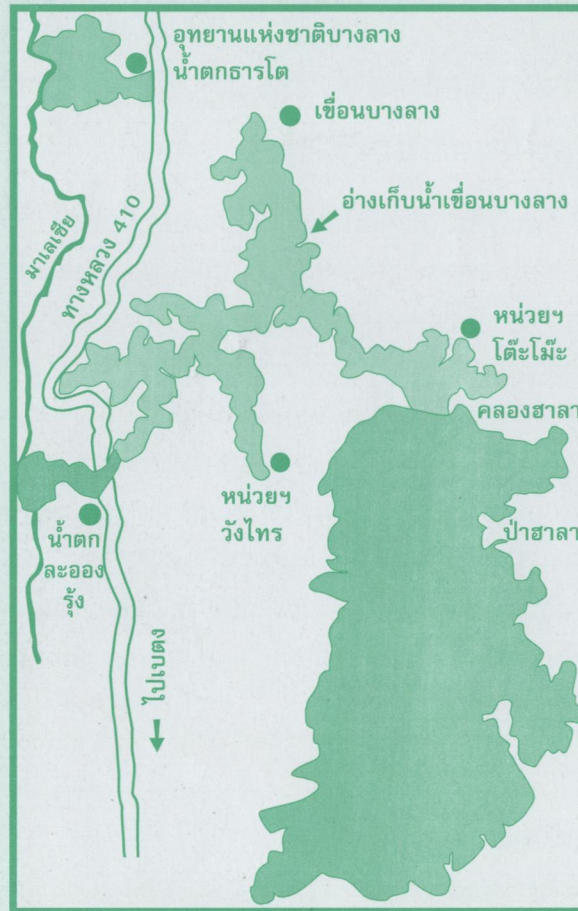 อุทยานแห่งชาติบางลาง
น้ำตกธารโต
เขื่อนบางลาง
อ่างเก็บน้ำเขื่อนบางลาง
มาเลเซีย
ทางหลวง 410
หน่วยฯ
โต๊ะโม๊ะ
คลองฮาลา
หน่วยฯ
วังไทร
น้ำตก
ละออง
รุ้ง
ป่าฮาลา
ไปเบตง